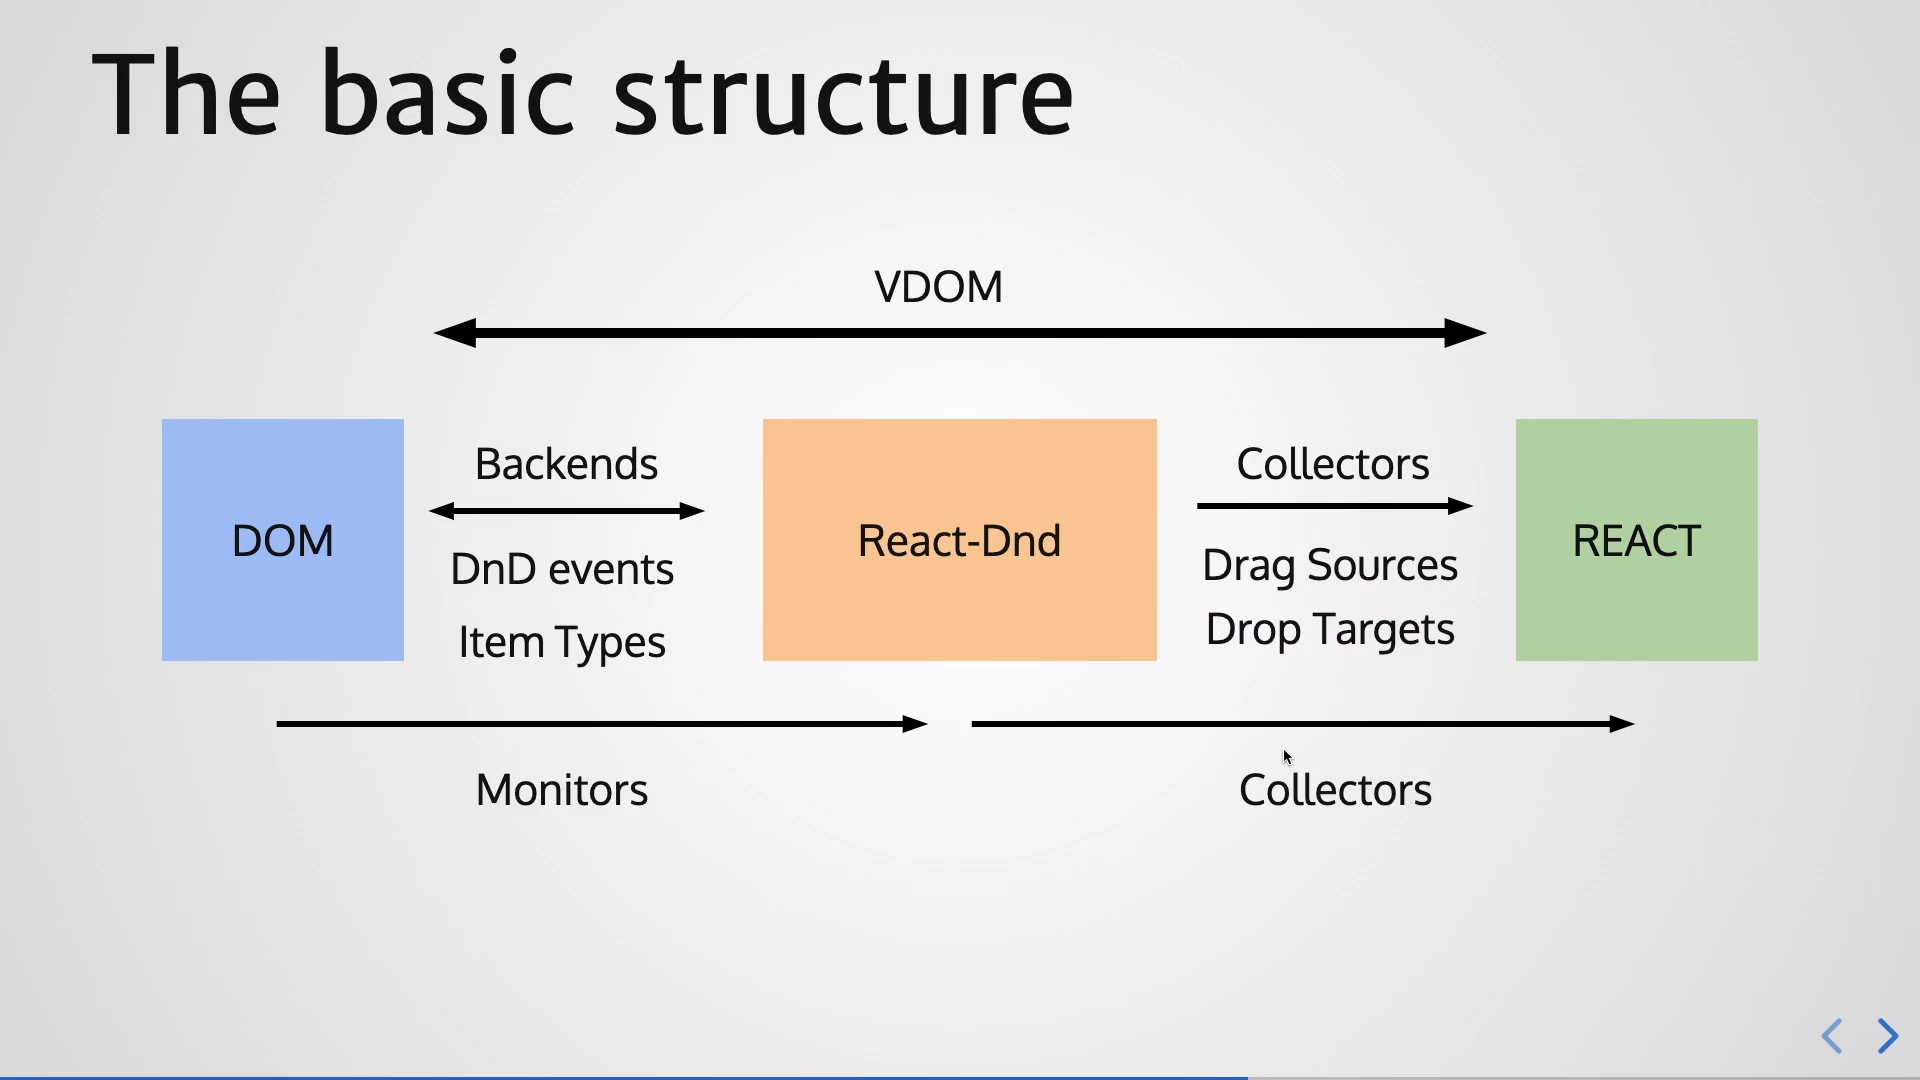 The basic structure
VDOM
DOM
Backends
DnD events
Item Types
React-Dnd
Collectors
Drag Sources
Drop Targets
REACT
Monitors
Collectors